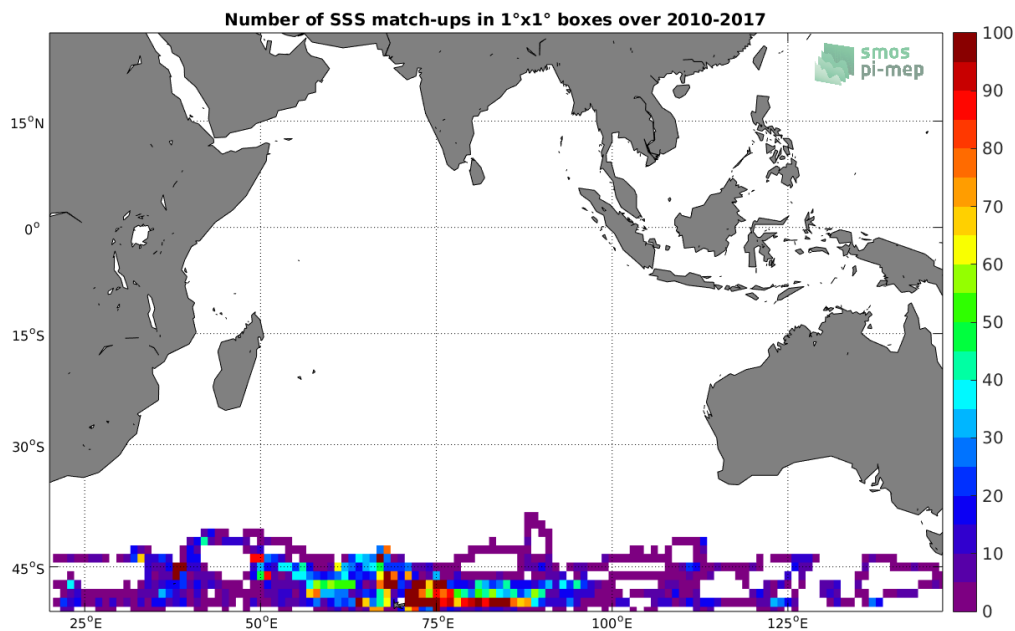 Number of SSS match-ups in 1°x1° boxes over 2010-2017
smos
pi-mep
100
90
80
70
60
50
40
30
20
10
0
15°N
0°
15°S
30°S
45°S
25°E
50°E
75°E
100°E
125°E